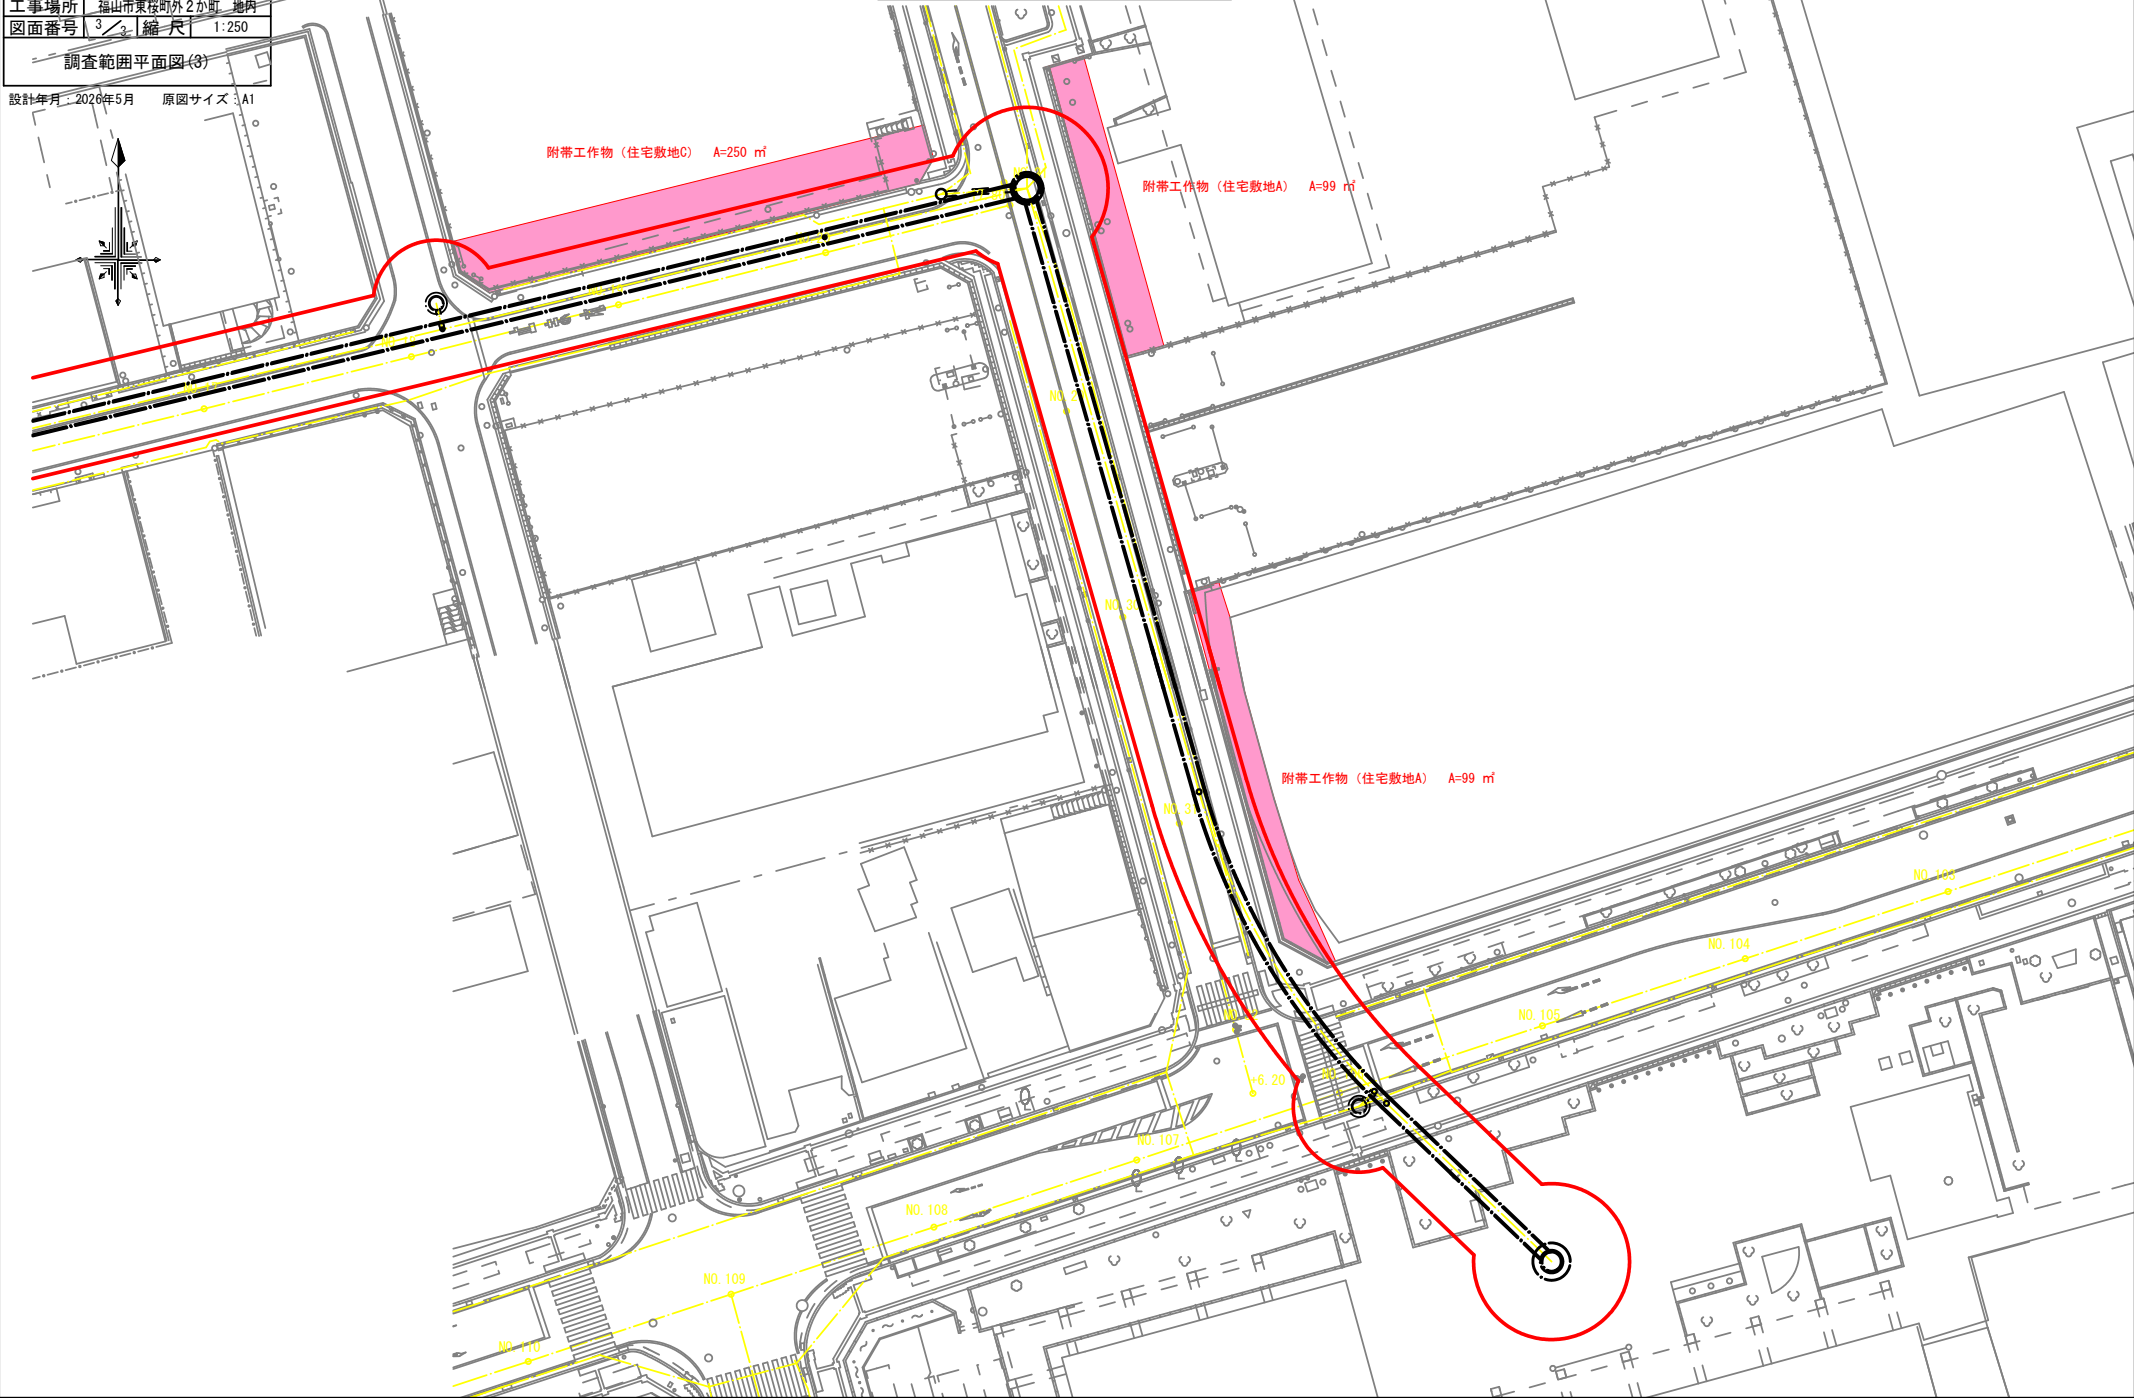 工事場所 福山市東桜町外2か町 地内
図面番号 3/3 縮尺 1:250
調査範囲平面図(3)
設計年月:2026年5月 原図サイズ:A1
附帯工作物(住宅敷地C) A=250 ㎡
附帯工作物(住宅敷地A) A=99 ㎡
附帯工作物(住宅敷地A) A=99 ㎡
NO.103
NO.104
NO.105
+6.20
NO.107
NO.108
NO.109
NO.110